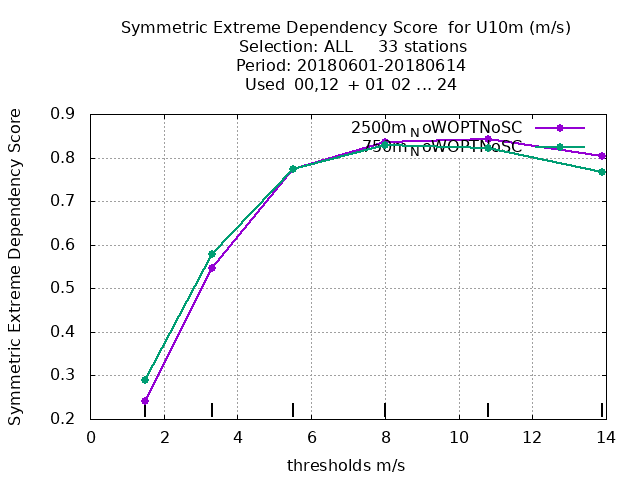 Symmetric Extreme Dependency Score for U10m (m/s)
Selection: ALL 33 stations
Period: 20180601-20180614
Used 00,12 + 01 02 ... 24
Symmetric Extreme Dependency Score
0.9
0.8
0.7
0.6
0.5
0.4
0.3
0.2
2500m_NoWOPTNoSC
750m_NoWOPTNoSC
0 2 4 6 8 10 12 14
thresholds m/s